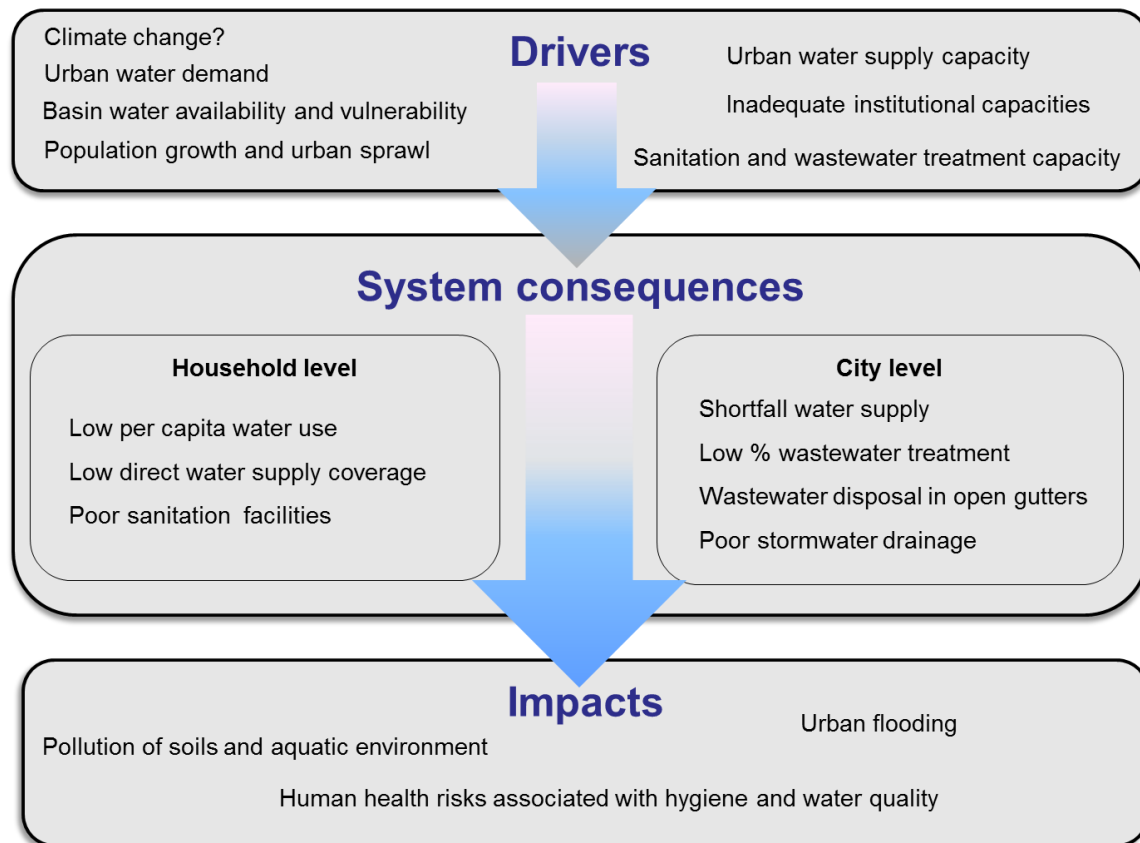 Drivers
Climate change?
Urban water demand
Basin water availability and vulnerability
Population growth and urban sprawl
Urban water supply capacity
Inadequate institutional capacities
Sanitation and wastewater treatment capacity
System consequences
Household level
Low per capita water use
Low direct water supply coverage
Poor sanitation facilities
City level
Shortfall water supply
Low % wastewater treatment
Wastewater disposal in open gutters
Poor stormwater drainage
Impacts
Urban flooding
Pollution of soils and aquatic environment
Human health risks associated with hygiene and water quality